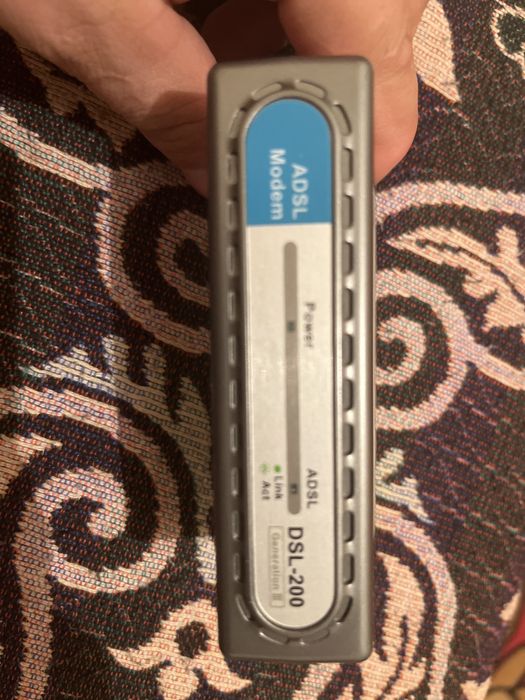 ADSL
Modem
Power
ADSL
Link
Act
DSL-200
Generation II